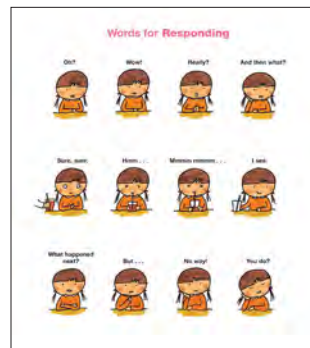 Words for Responding
Oh? Wow! Really? And then what?
Sure, sure. Hmm . . . Mmmm mmmm . . . I see.
What happened
next? But . . . No way! You do?